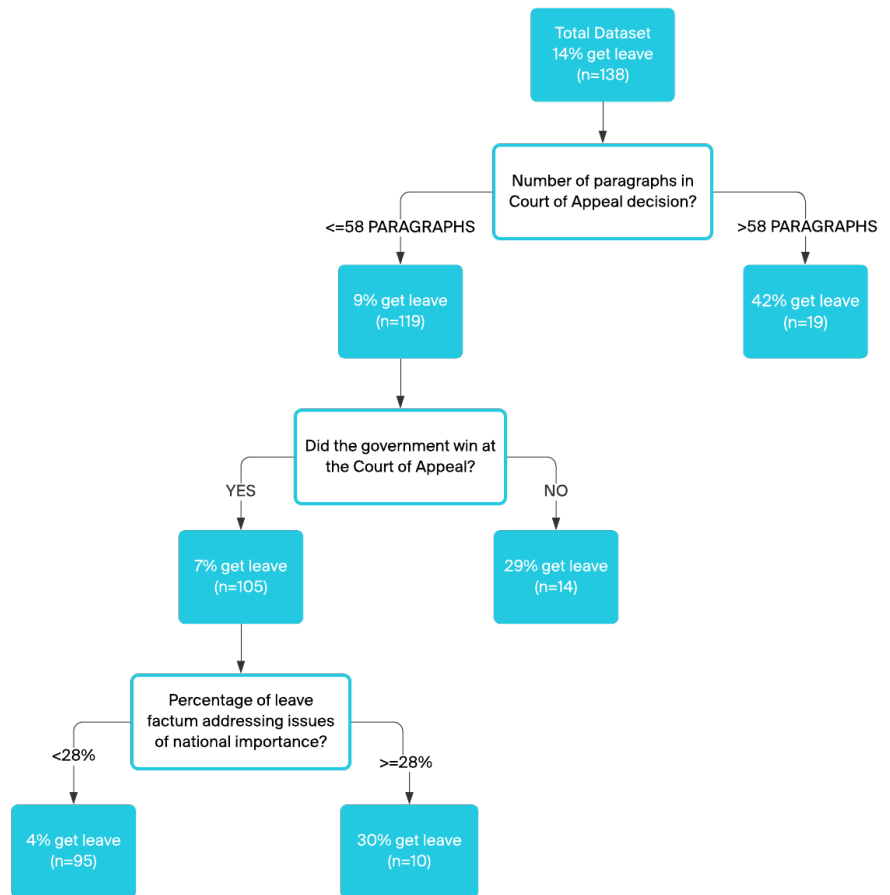 Total Dataset
14% get leave
(n=138)
Number of paragraphs in
Court of Appeal decision?
<=58 PARAGRAPHS
>58 PARAGRAPHS
9% get leave
(n=119)
42% get leave
(n=19)
Did the government win at
the Court of Appeal?
YES
NO
7% get leave
(n=105)
29% get leave
(n=14)
Percentage of leave
factum addressing issues
of national importance?
<28%
>=28%
4% get leave
(n=95)
30% get leave
(n=10)